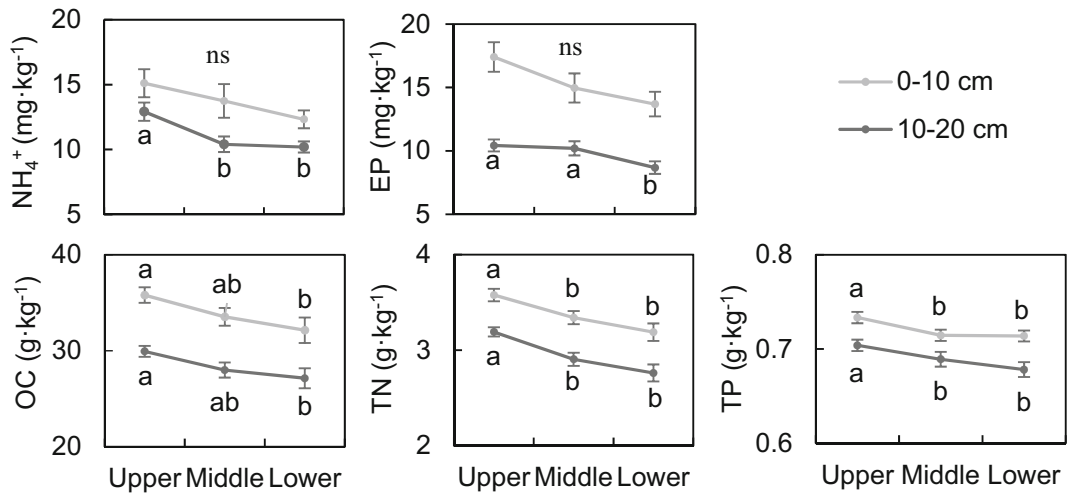 NH₄⁺ (mg·kg⁻¹)
20
15
10
5
ns
a
b
b
EP (mg·kg⁻¹)
20
15
10
5
ns
a
a
b
0-10 cm
10-20 cm
OC (g·kg⁻¹)
40
30
20
a
ab
b
a
ab
b
Upper Middle Lower
TN (g·kg⁻¹)
4
3
2
a
b
b
a
b
b
Upper Middle Lower
TP (g·kg⁻¹)
0.8
0.7
0.6
a
b
b
a
b
b
Upper Middle Lower